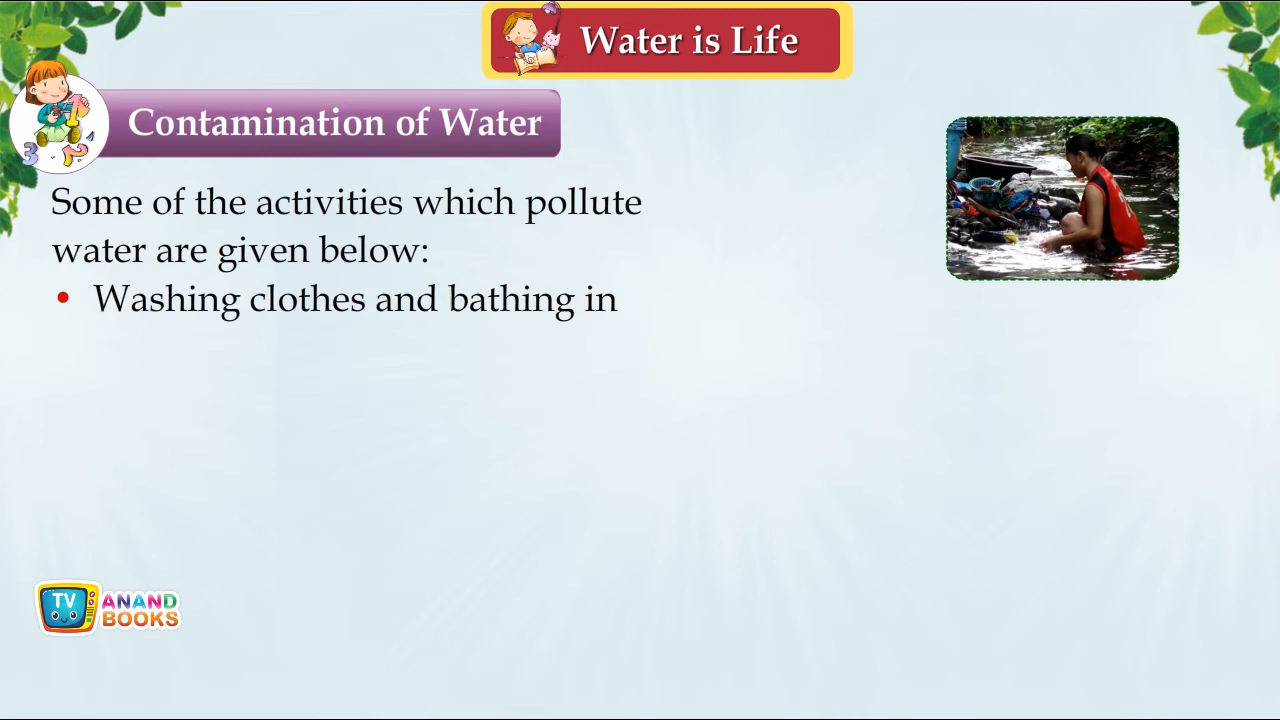 Water is Life
Contamination of Water
Some of the activities which pollute
water are given below:
• Washing clothes and bathing in
TV
ANAND
BOOKS